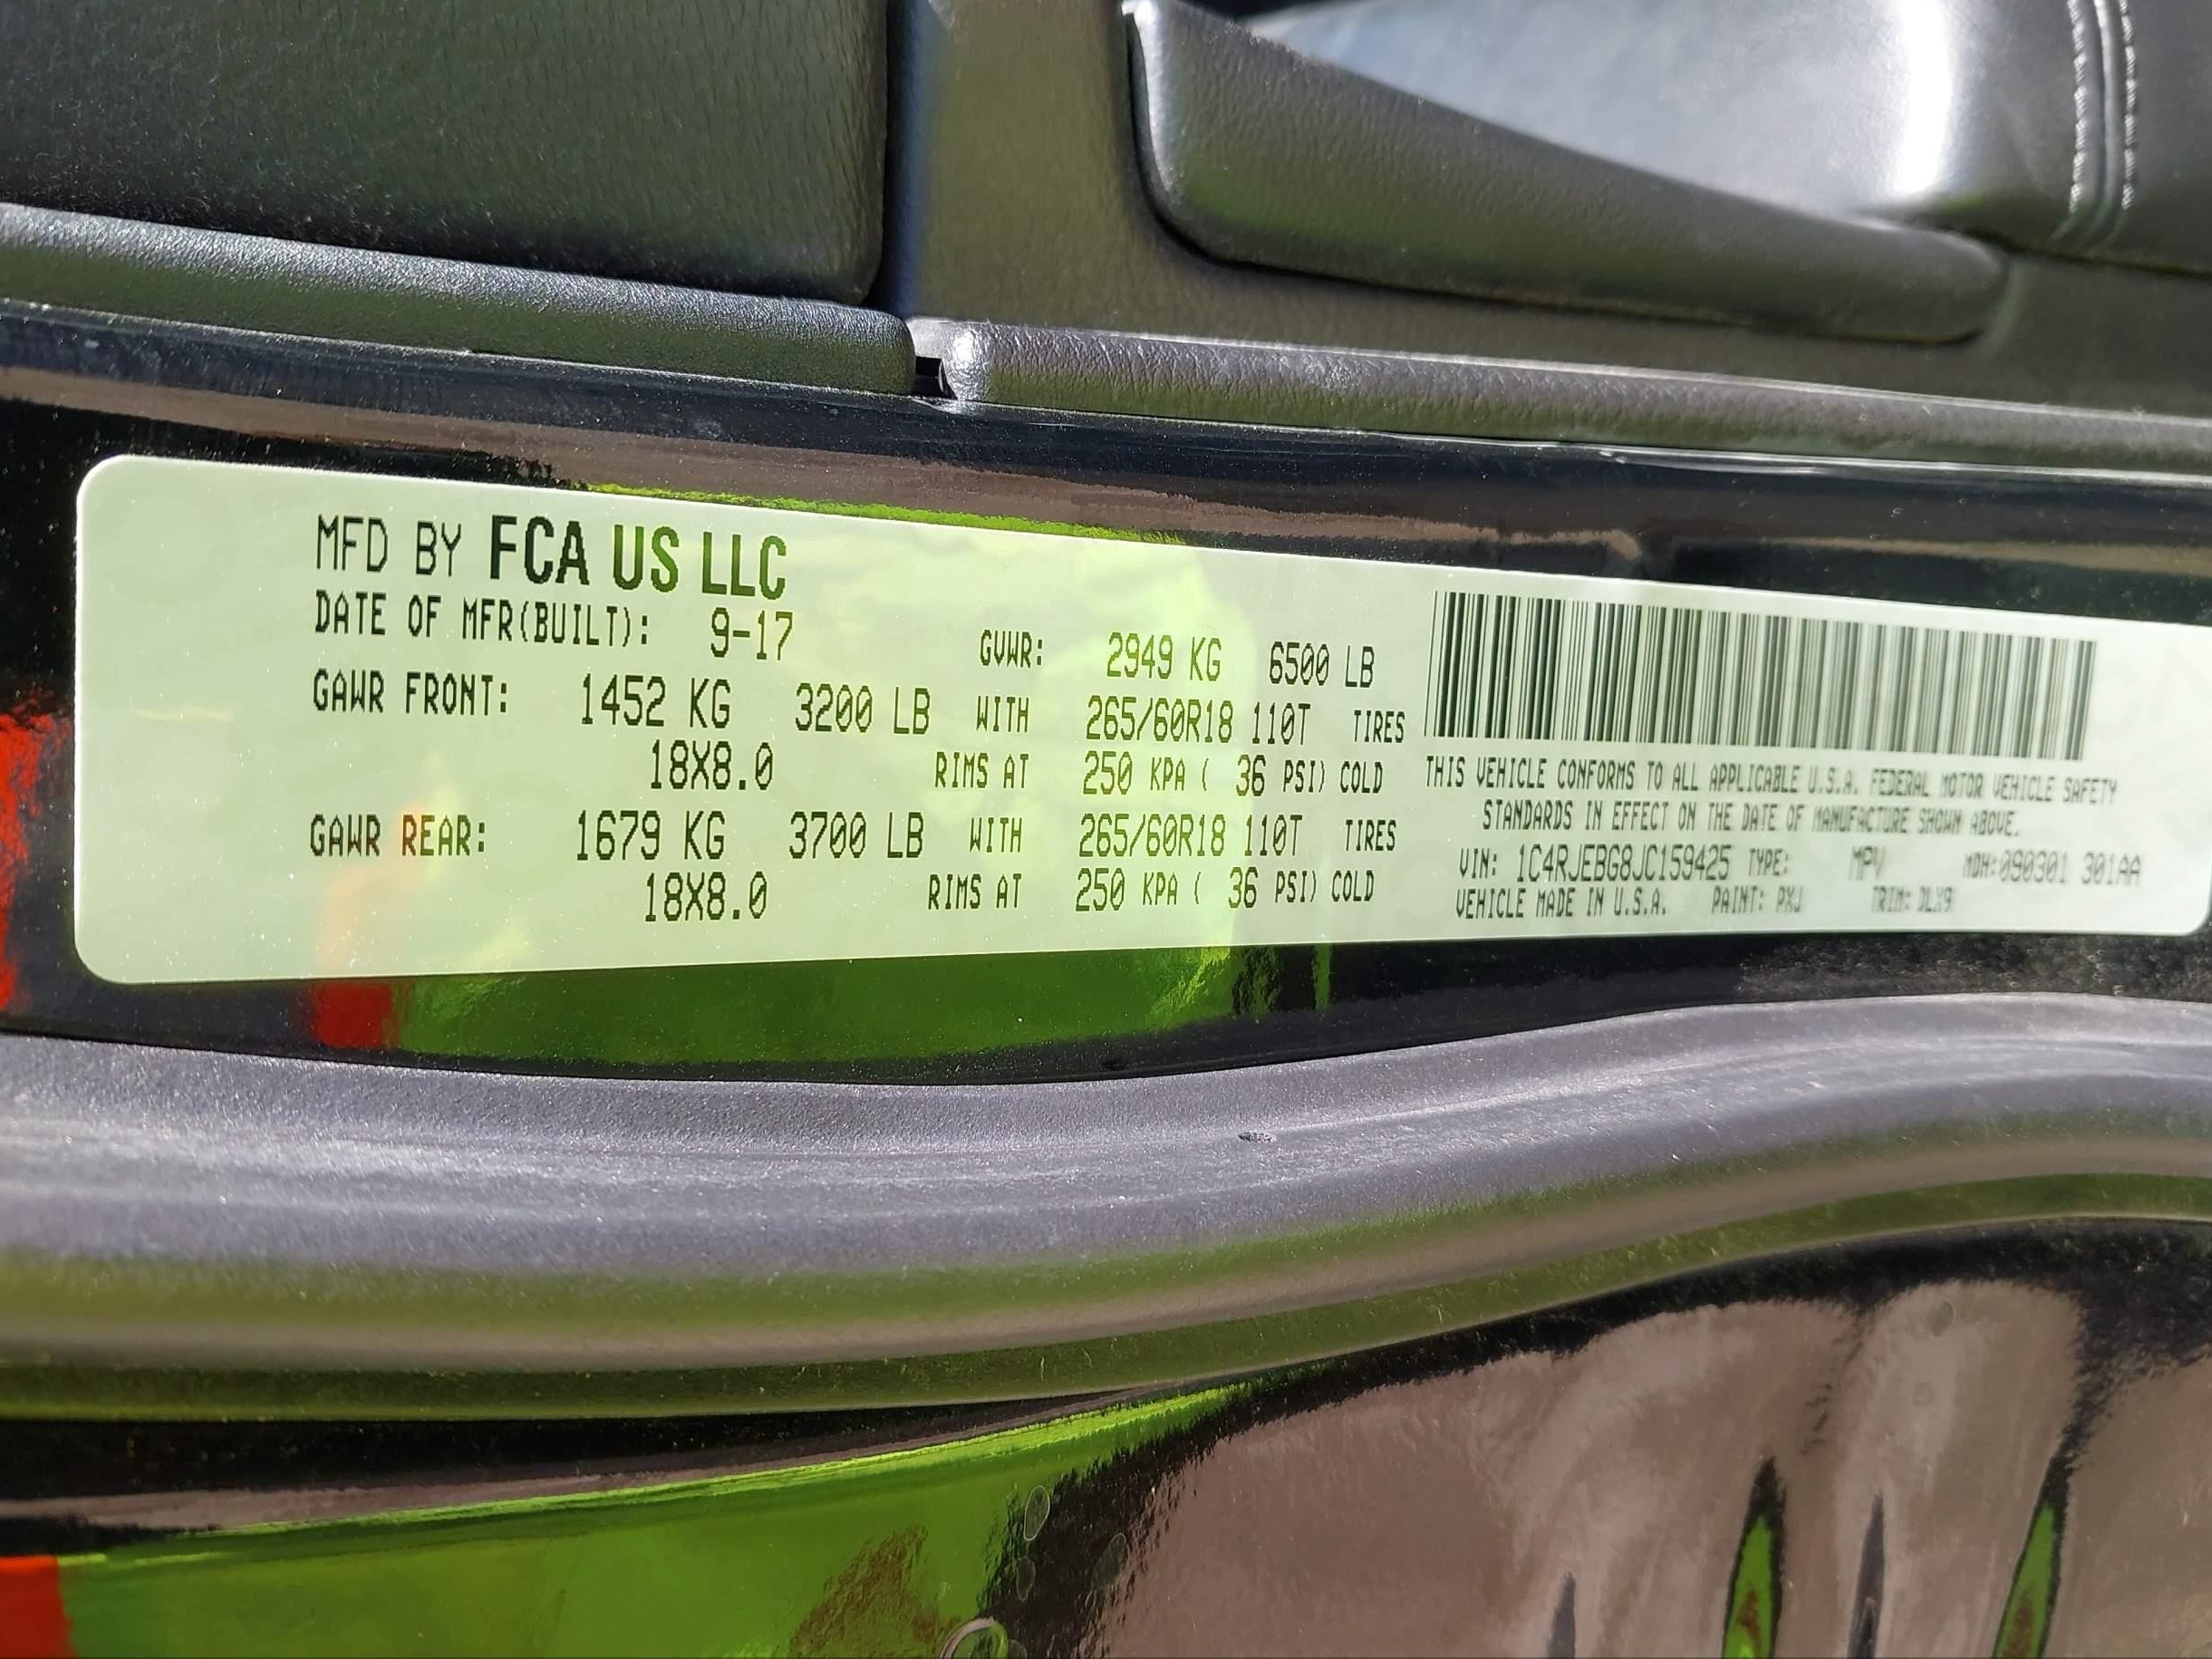 MFD BY FCA US LLC
DATE OF MFR(BUILT): 9-17 GVWR: 2949 KG 6500 LB
GAWR FRONT: 1452 KG 3200 LB WITH 265/60R18 110T TIRES
18X8.0 RIMS AT 250 KPA ( 36 PSI) COLD
GAWR REAR: 1679 KG 3700 LB WITH 265/60R18 110T TIRES
18X8.0 RIMS AT 250 KPA ( 36 PSI) COLD
THIS VEHICLE CONFORMS TO ALL APPLICABLE U.S.A. FEDERAL MOTOR VEHICLE SAFETY
STANDARDS IN EFFECT ON THE DATE OF MANUFACTURE SHOWN ABOVE.
VIN: 1C4RJEBG8JC159425 TYPE: MPV MDH:090301 301AA
VEHICLE MADE IN U.S.A. PAINT: PXJ TRIM: DLX9